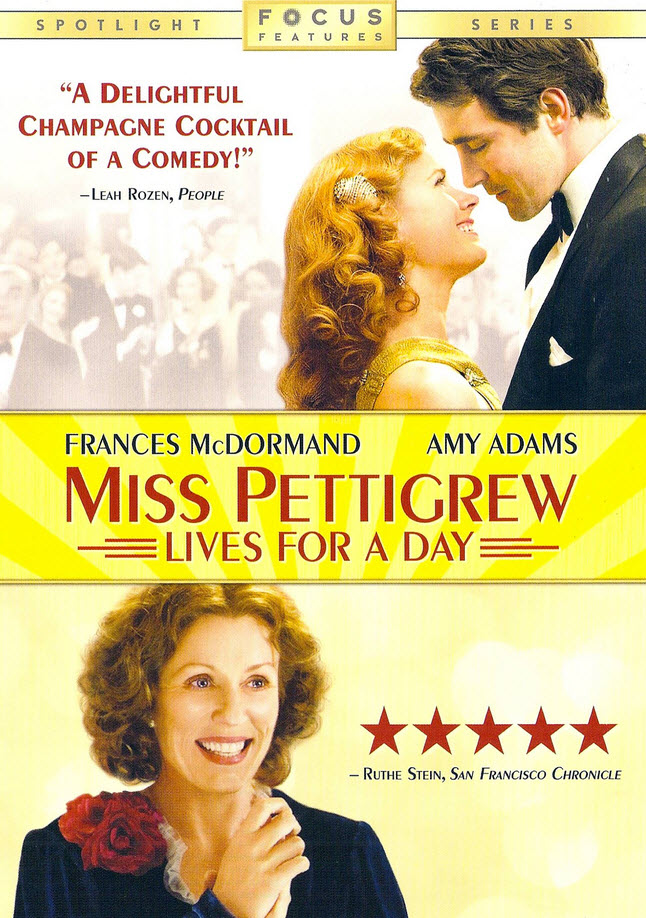 SPOTLIGHT FOCUS FEATURES SERIES
“A DELIGHTFUL
CHAMPAGNE COCKTAIL
OF A COMEDY!”
–LEAH ROZEN, PEOPLE
FRANCES McDORMAND AMY ADAMS
MISS PETTIGREW
LIVES FOR A DAY
– RUTHE STEIN, SAN FRANCISCO CHRONICLE